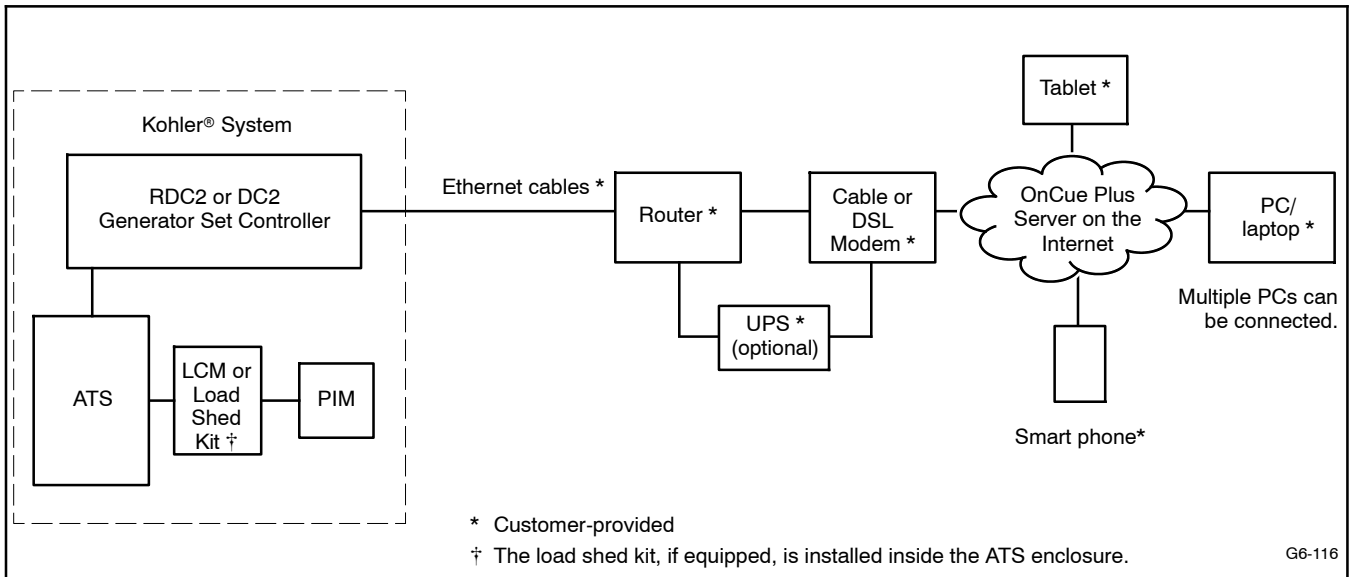 Kohler® System
RDC2 or DC2
Generator Set Controller
ATS
LCM or
Load
Shed
Kit †
PIM
Ethernet cables *
Router *
Cable or
DSL
Modem *
UPS *
(optional)
Tablet *
OnCue Plus
Server on the
Internet
PC/
laptop *
Multiple PCs can
be connected.
Smart phone*
* Customer-provided
† The load shed kit, if equipped, is installed inside the ATS enclosure.
G6-116